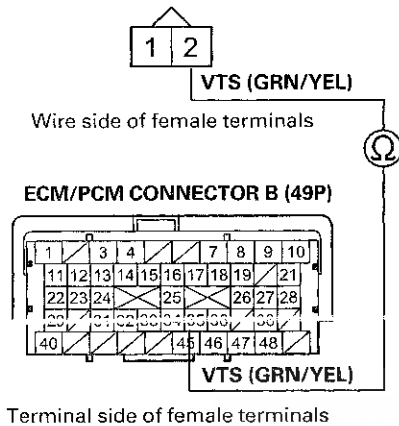 1 2
VTS (GRN/YEL)
Wire side of female terminals
Ω
ECM/PCM CONNECTOR B (49P)
1 3 4 7 8 9 10
11 12 13 14 15 16 17 18 19 21
22 23 24 25 26 27 28
31 32 33 34 35 36
40 45 46 47 48
VTS (GRN/YEL)
Terminal side of female terminals